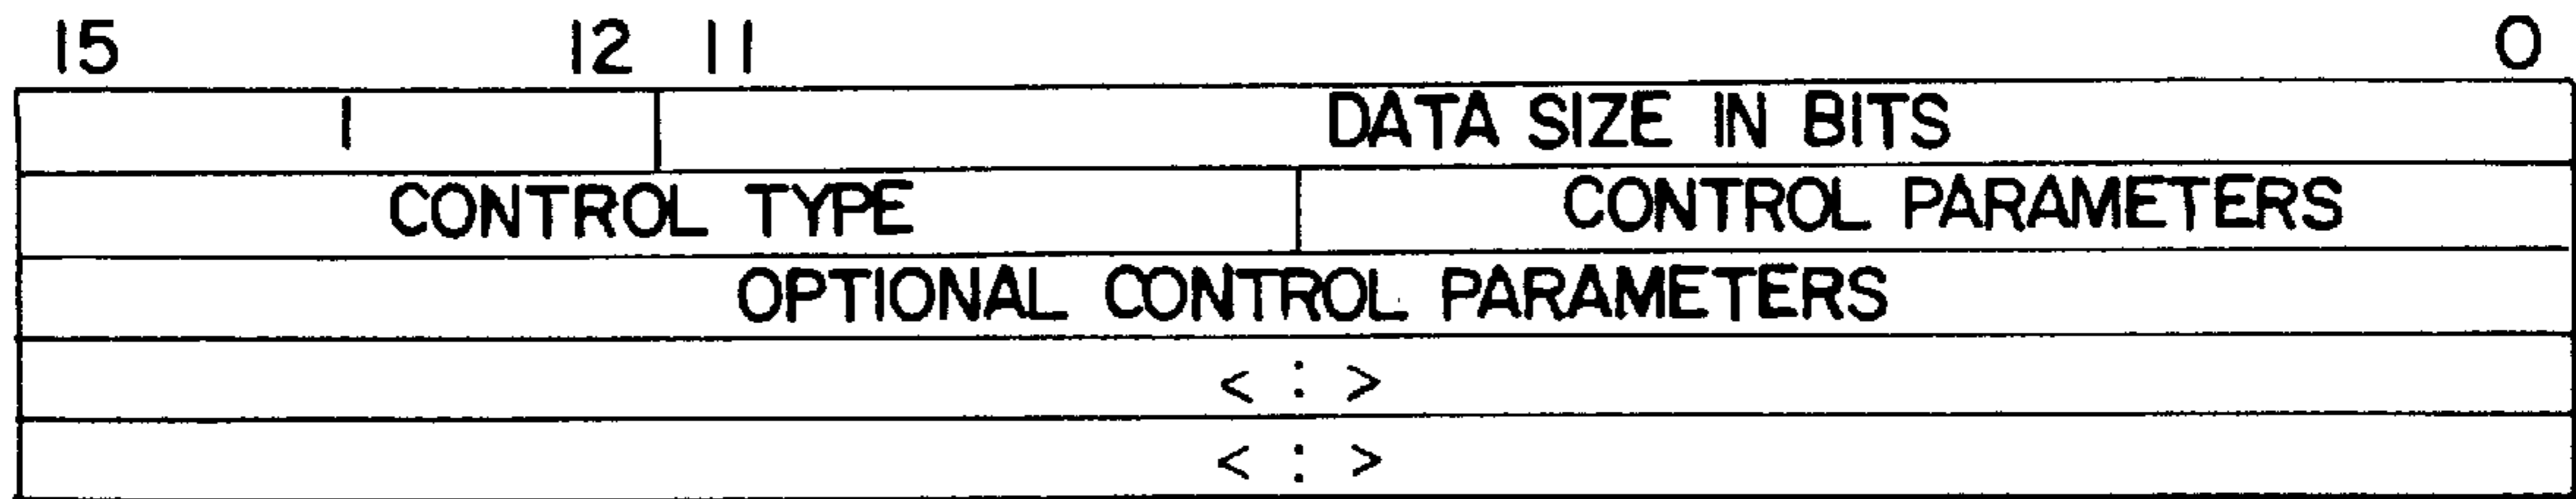 15 12 11 0
1 DATA SIZE IN BITS
CONTROL TYPE CONTROL PARAMETERS
OPTIONAL CONTROL PARAMETERS
< : >
< : >